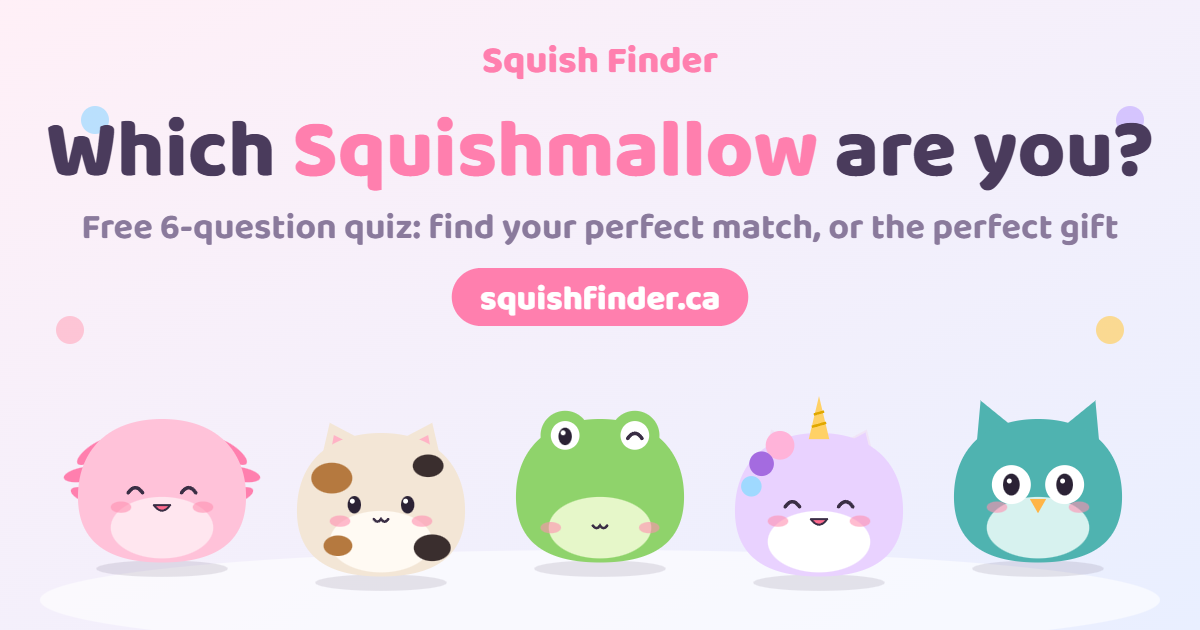 Squish Finder
Which Squishmallow are you?
Free 6-question quiz: find your perfect match, or the perfect gift
squishfinder.ca